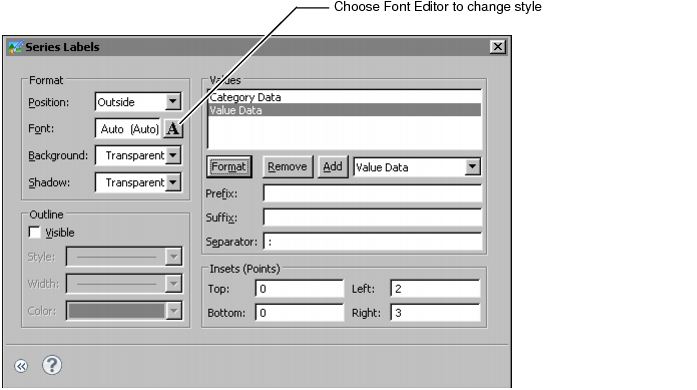 Choose Font Editor to change style
Series Labels
Format
Position: Outside
Font: Auto (Auto) A
Background: Transparent
Shadow: Transparent
Outline
Visible
Style:
Width:
Color:
Values
Category Data
Value Data
Format Remove Add Value Data
Prefix:
Suffix:
Separator: :
Insets (Points)
Top: 0 Left: 2
Bottom: 0 Right: 3